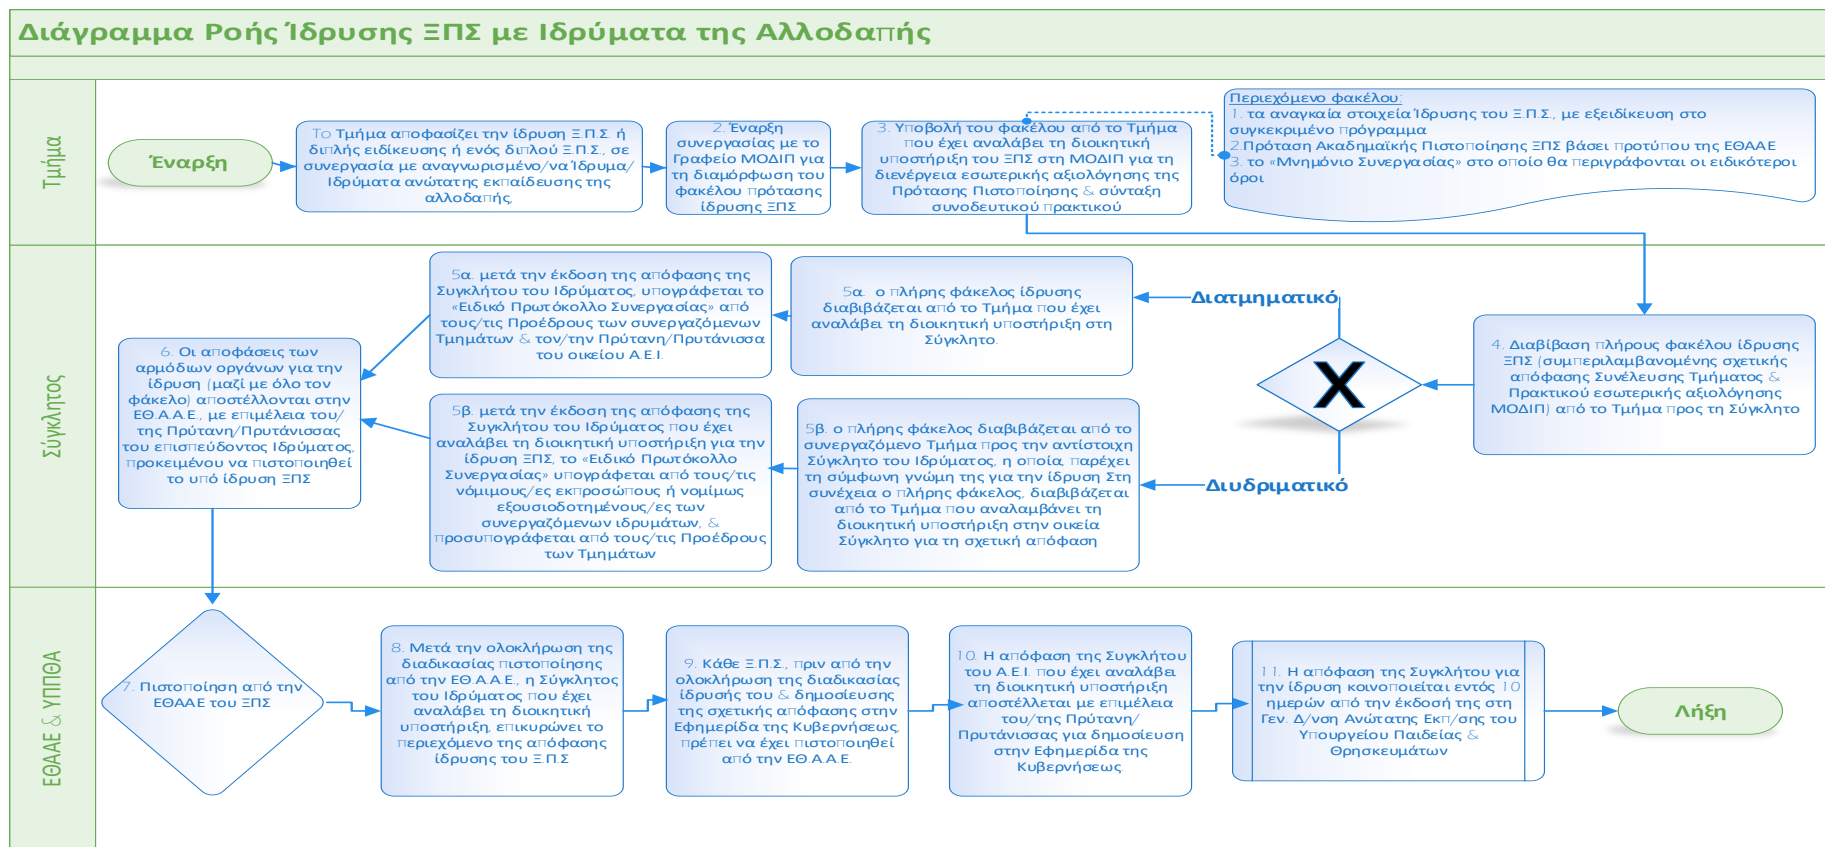 Διάγραμμα Ροής Ίδρυσης ΞΠΣ με Ιδρύματα της Αλλοδαπής
Τμήμα
Έναρξη
Το Τμήμα αποφασίζει την ίδρυση Ξ.Π.Σ. ή
διπλής ειδίκευσης ή ενός διπλού Ξ.Π.Σ., σε
συνεργασία με αναγνωρισμένο/να Ίδρυμα/
Ιδρύματα ανώτατης εκπαίδευσης της
αλλοδαπής,
2. Έναρξη
συνεργασίας με το
Γραφείο ΜΟΔΙΠ για
τη διαμόρφωση του
φακέλου πρότασης
ίδρυσης ΞΠΣ
3. Υποβολή του φακέλου από το Τμήμα
που έχει αναλάβει τη διοικητική
υποστήριξη του ΞΠΣ στη ΜΟΔΙΠ για τη
διενέργεια εσωτερικής αξιολόγησης της
Πρότασης Πιστοποίησης & σύνταξη
συνοδευτικού πρακτικού
Περιεχόμενο φακέλου:
1. τα αναγκαία στοιχεία Ίδρυσης του Ξ.Π.Σ., με εξειδίκευση στο
συγκεκριμένο πρόγραμμα
2.Πρόταση Ακαδημαϊκής Πιστοποίησης ΞΠΣ βάσει προτύπου της ΕΘΑΑΕ
3. το «Μνημόνιο Συνεργασίας» στο οποίο θα περιγράφονται οι ειδικότεροι
όροι
Σύγκλητος
4. Διαβίβαση πλήρους φακέλου ίδρυσης
ΞΠΣ (συμπεριλαμβανομένης σχετικής
απόφασης Συνέλευσης Τμήματος &
Πρακτικού εσωτερικής αξιολόγησης
ΜΟΔΙΠ) από το Τμήμα προς τη Σύγκλητο
X
Διατμηματικό
Διυδριματικό
5α. ο πλήρης φάκελος ίδρυσης
διαβιβάζεται από το Τμήμα που έχει
αναλάβει τη διοικητική υποστήριξη στη
Σύγκλητο.
5α. μετά την έκδοση της απόφασης της
Συγκλήτου του Ιδρύματος, υπογράφεται το
«Ειδικό Πρωτόκολλο Συνεργασίας» από
τους/τις Προέδρους των συνεργαζόμενων
Τμημάτων & τον/την Πρύτανη/Πρυτάνισσα
του οικείου Α.Ε.Ι.
5β. ο πλήρης φάκελος διαβιβάζεται από το
συνεργαζόμενο Τμήμα προς την αντίστοιχη
Σύγκλητο του Ιδρύματος, η οποία, παρέχει
τη σύμφωνη γνώμη της για την ίδρυση Στη
συνέχεια ο πλήρης φάκελος, διαβιβάζεται
από το Τμήμα που αναλαμβάνει τη
διοικητική υποστήριξη στην οικεία
Σύγκλητο για τη σχετική απόφαση
5β. μετά την έκδοση της απόφασης της
Συγκλήτου του Ιδρύματος που έχει
αναλάβει τη διοικητική υποστήριξη για την
ίδρυση ΞΠΣ, το «Ειδικό Πρωτόκολλο
Συνεργασίας» υπογράφεται από τους/τις
νόμιμους/ες εκπροσώπους ή νομίμως
εξουσιοδοτημένους/ες των
συνεργαζόμενων ιδρυμάτων, &
προσυπογράφεται από τους/τις Προέδρους
των Τμημάτων
6. Οι αποφάσεις των
αρμόδιων οργάνων για την
ίδρυση (μαζί με όλο τον
φάκελο) αποστέλλονται στην
ΕΘ.Α.Α.Ε., με επιμέλεια του/
της Πρύτανη/Πρυτάνισσας
του επισπεύδοντος Ιδρύματος,
προκειμένου να πιστοποιηθεί
το υπό ίδρυση ΞΠΣ
ΕΘΑΑΕ & ΥΠΠΘΑ
7. Πιστοποίηση από την
ΕΘΑΑΕ του ΞΠΣ
8. Μετά την ολοκλήρωση της
διαδικασίας πιστοποίησης
από την ΕΘ.Α.Α.Ε., η Σύγκλητος
του Ιδρύματος που έχει
αναλάβει τη διοικητική
υποστήριξη, επικυρώνει το
περιεχόμενο της απόφασης
ίδρυσης του Ξ.Π.Σ
9. Κάθε Ξ.Π.Σ., πριν από την
ολοκλήρωση της διαδικασίας
ίδρυσής του & δημοσίευσης
της σχετικής απόφασης στην
Εφημερίδα της Κυβερνήσεως,
πρέπει να έχει πιστοποιηθεί
από την ΕΘ.Α.Α.Ε.
10. Η απόφαση της Συγκλήτου
του Α.Ε.Ι. που έχει αναλάβει
τη διοικητική υποστήριξη
αποστέλλεται με επιμέλεια
του/της Πρύτανη/
Πρυτάνισσας για δημοσίευση
στην Εφημερίδα της
Κυβερνήσεως.
11. Η απόφαση της Συγκλήτου για
την ίδρυση κοινοποιείται εντός 10
ημερών από την έκδοσή της στη
Γεν. Δ/νση Ανώτατης Εκπ/σης του
Υπουργείου Παιδείας &
Θρησκευμάτων
Λήξη